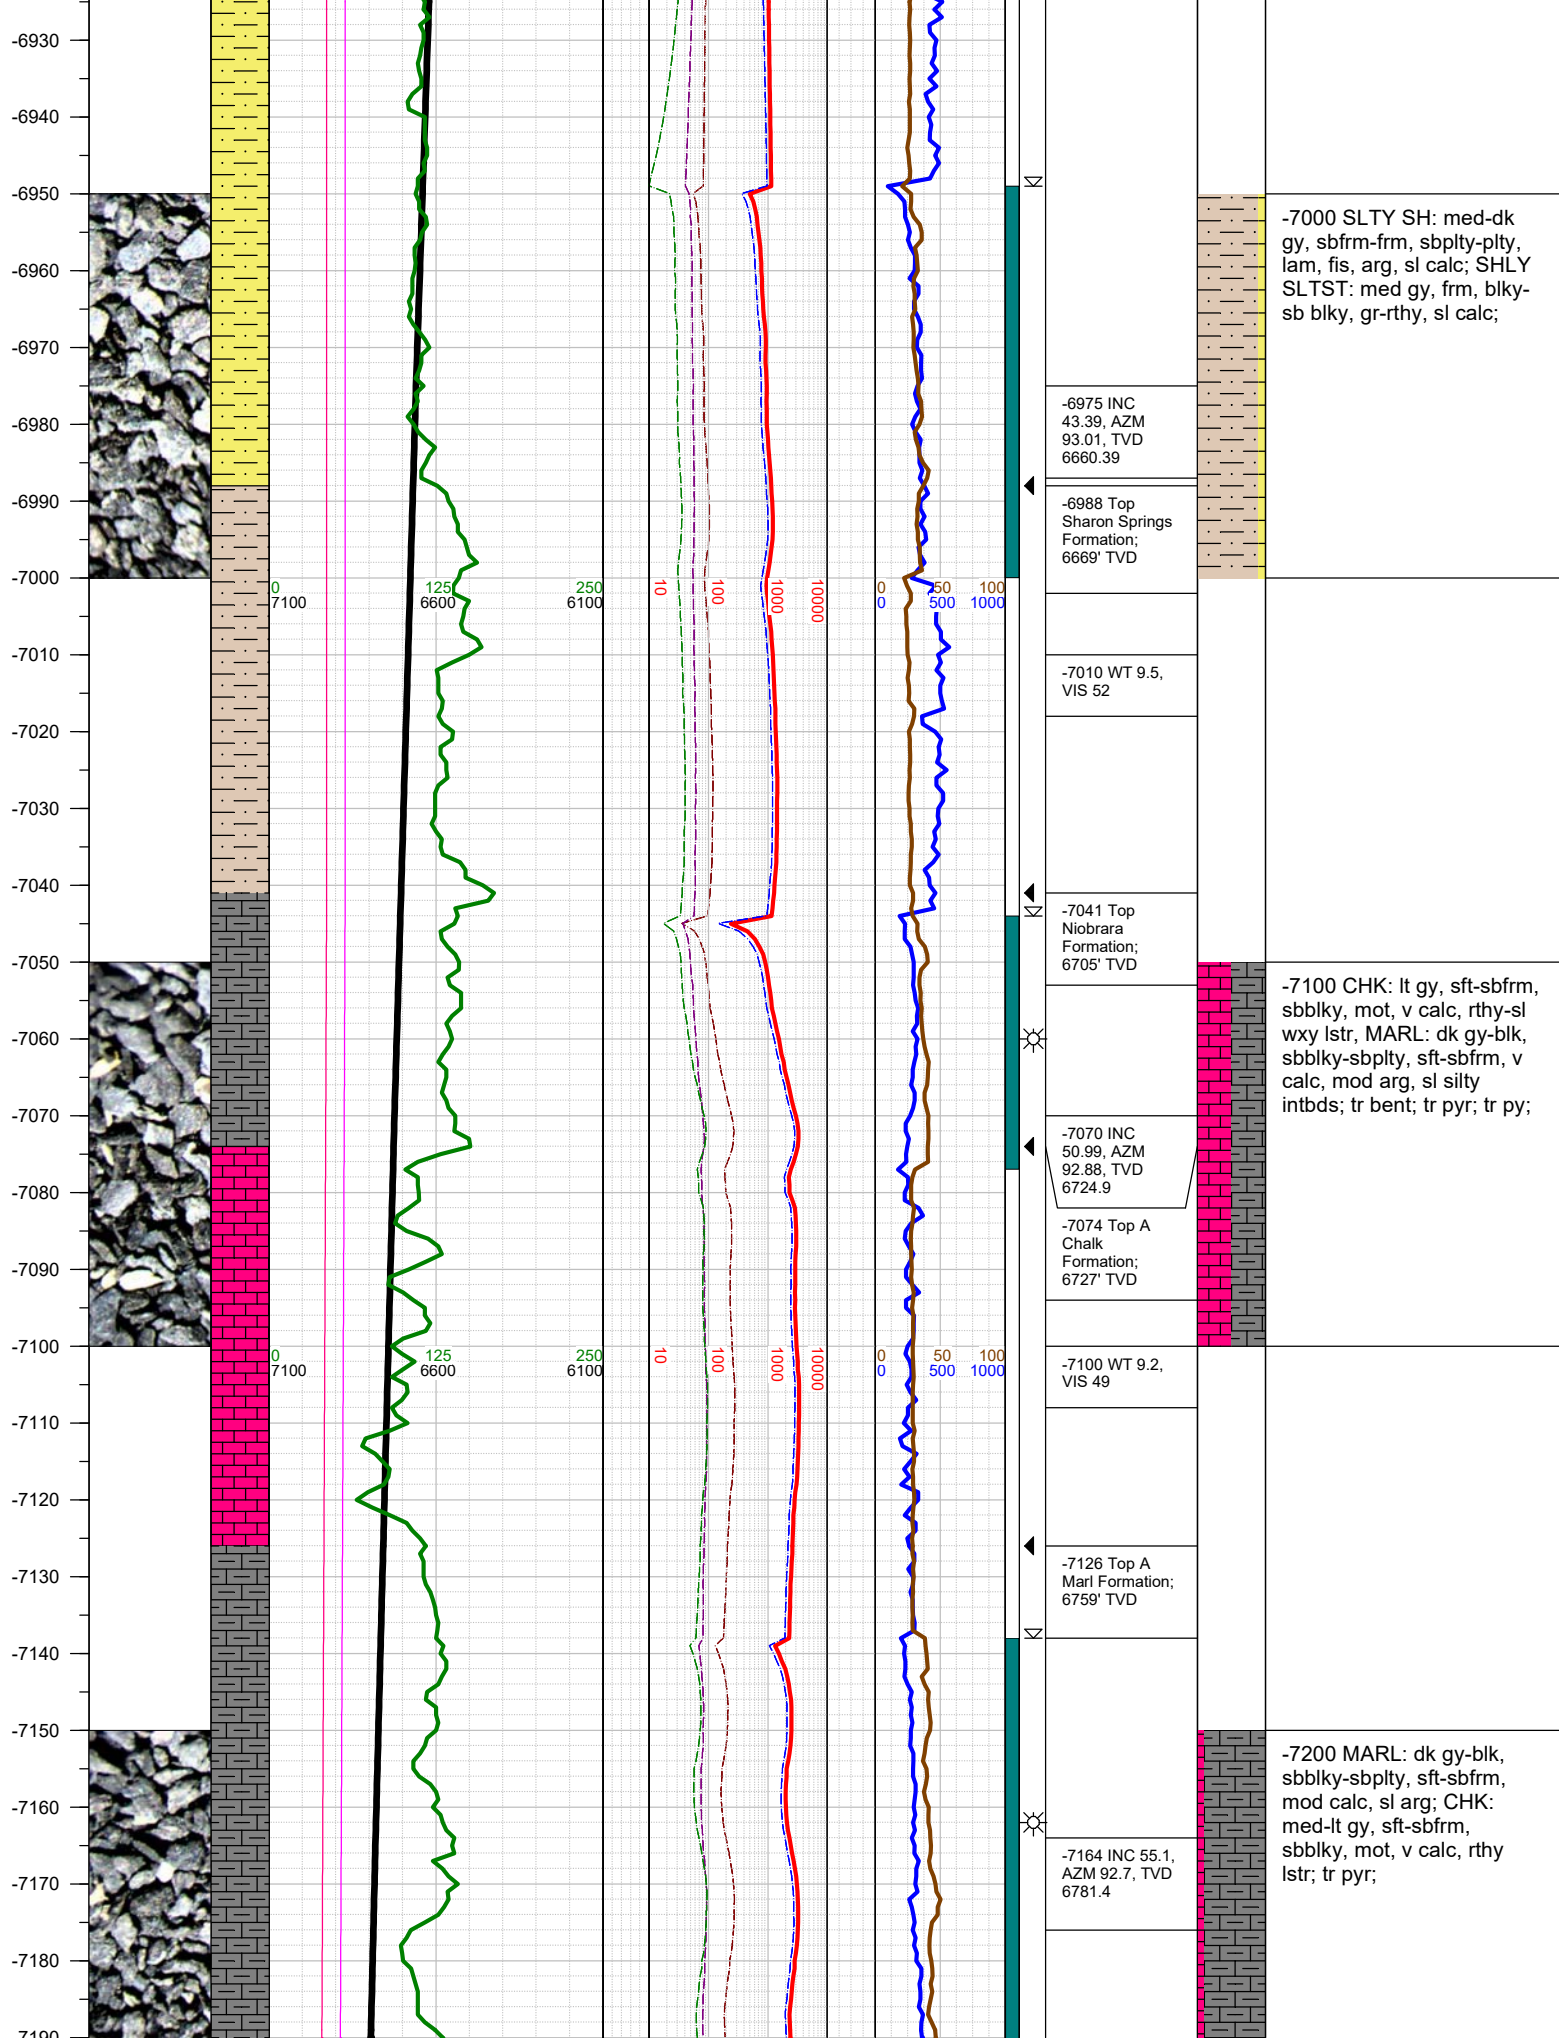 -6930
-6940
-6950
-7000 SLTY SH: med-dk
gy, sbfrm-frm, sbplty-plty,
lam, fis, arg, sl calc; SHLY
SLTST: med gy, frm, blky-
sb blky, gr-rthy, sl calc;
-6960
-6970
-6980
-6975 INC
43.39, AZM
93.01, TVD
6660.39
-6990
-6988 Top
Sharon Springs
Formation;
6669' TVD
-7000
0 125 250 10 100 1000 10000 0 50 100
7100 6600 6100 0 500 1000
-7010
-7010 WT 9.5,
VIS 52
-7020
-7030
-7040
-7041 Top
Niobrara
Formation;
6705' TVD
-7050
-7100 CHK: lt gy, sft-sbfrm,
sbblky, mot, v calc, rthy-sl
wxy lstr, MARL: dk gy-blk,
sbblky-sbplty, sft-sbfrm, v
calc, mod arg, sl silty
intbds; tr bent; tr pyr; tr py;
-7060
-7070
-7070 INC
50.99, AZM
92.88, TVD
6724.9
-7080
-7074 Top A
Chalk
Formation;
6727' TVD
-7090
-7100
0 125 250 10 100 1000 10000 0 50 100
7100 6600 6100 0 500 1000
-7100 WT 9.2,
VIS 49
-7110
-7120
-7130
-7126 Top A
Marl Formation;
6759' TVD
-7140
-7150
-7200 MARL: dk gy-blk,
sbblky-sbplty, sft-sbfrm,
mod calc, sl arg; CHK:
med-lt gy, sft-sbfrm,
sbblky, mot, v calc, rthy
lstr; tr pyr;
-7160
-7164 INC 55.1,
AZM 92.7, TVD
6781.4
-7170
-7180
-7190